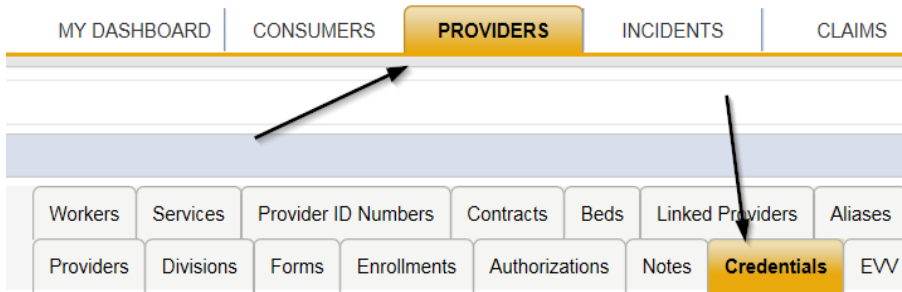 MY DASHBOARD CONSUMERS PROVIDERS INCIDENTS CLAIMS
Workers Services Provider ID Numbers Contracts Beds Linked Providers Aliases
Providers Divisions Forms Enrollments Authorizations Notes Credentials EVV